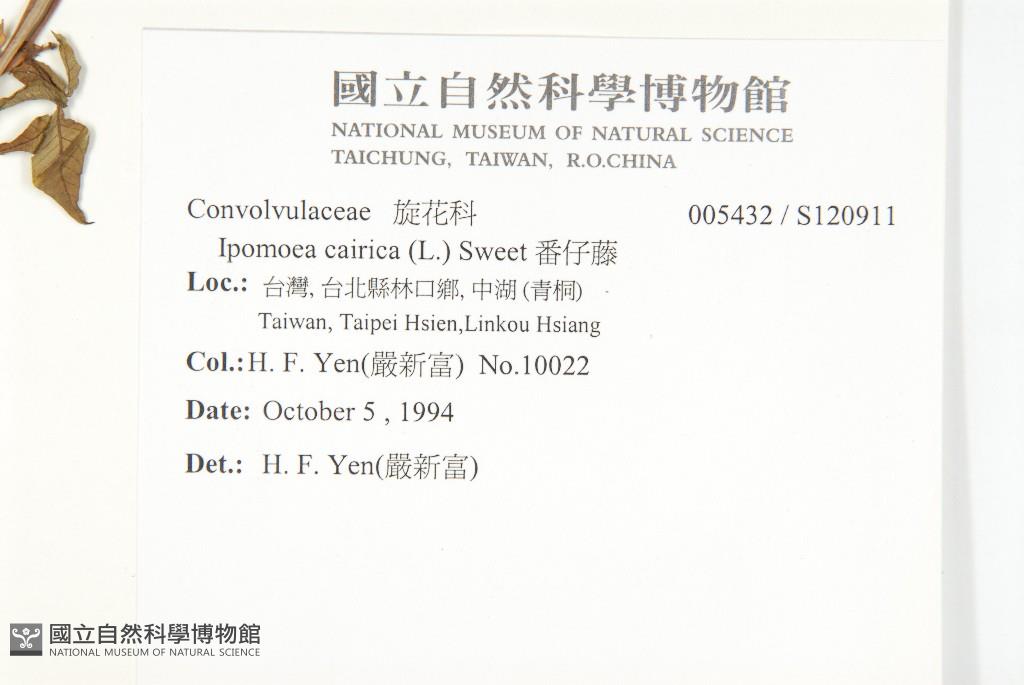 國立自然科學博物館
NATIONAL MUSEUM OF NATURAL SCIENCE
TAICHUNG, TAIWAN, R.O.CHINA
Convolvulaceae 旋花科 005432 / S120911
Ipomoea cairica (L.) Sweet 番仔藤
Loc.: 台灣, 台北縣林口鄉, 中湖 (青桐)
Taiwan, Taipei Hsien,Linkou Hsiang
Col.:H. F. Yen(嚴新富) No.10022
Date: October 5 , 1994
Det.: H. F. Yen(嚴新富)
國立自然科學博物館
NATIONAL MUSEUM OF NATURAL SCIENCE